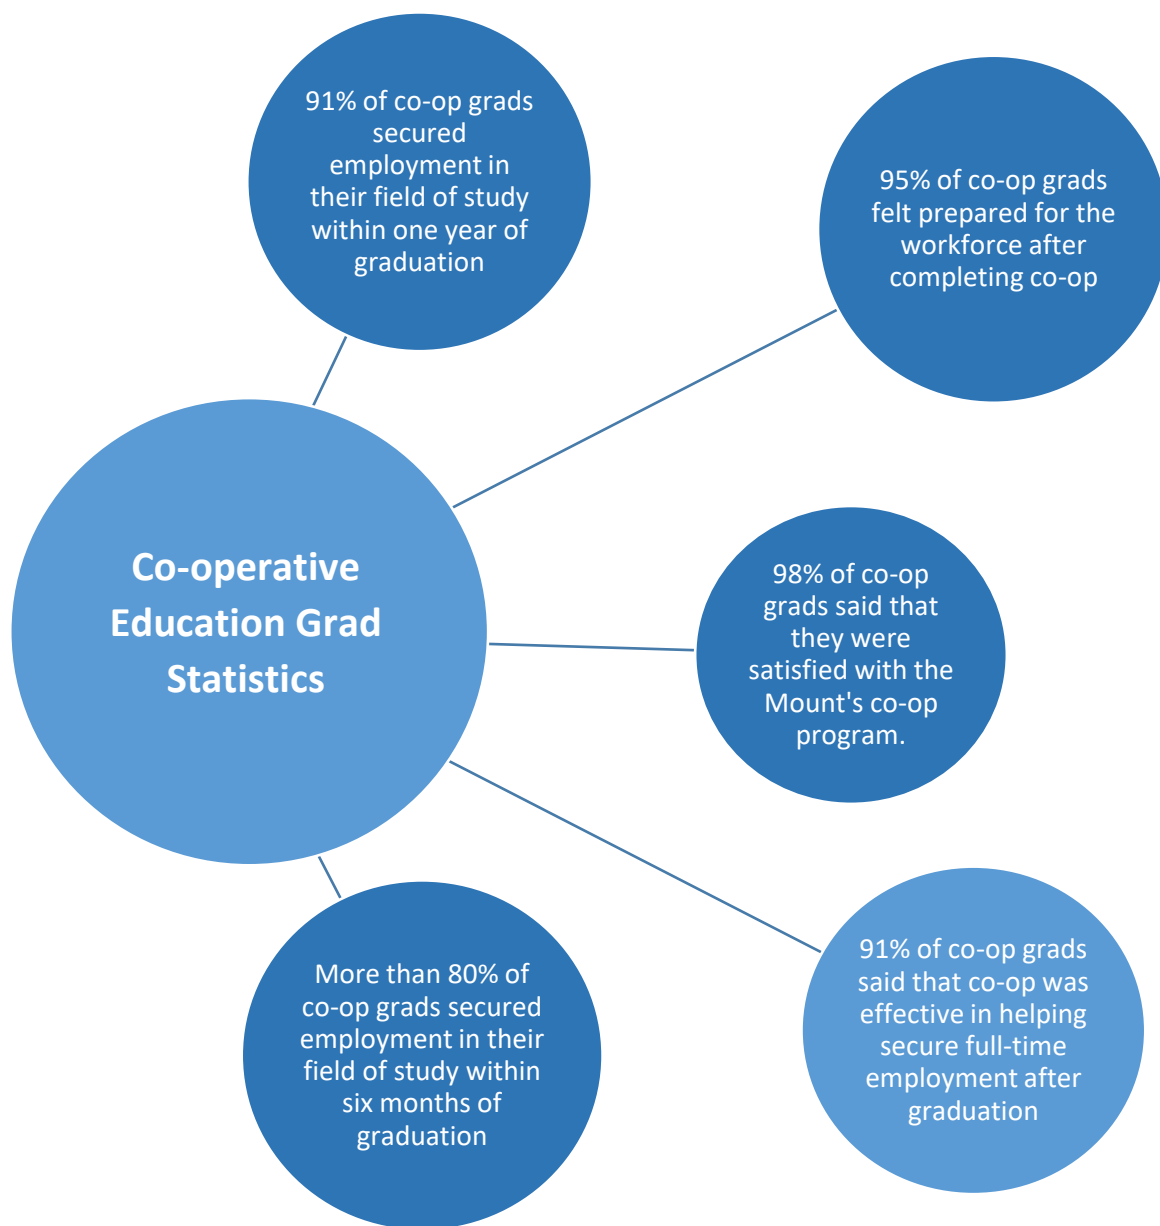 91% of co-op grads
secured
employment in
their field of study
within one year of
graduation
95% of co-op grads
felt prepared for the
workforce after
completing co-op
Co-operative
Education Grad
Statistics
98% of co-op
grads said that
they were
satisfied with the
Mount's co-op
program.
More than 80% of
co-op grads secured
employment in their
field of study within
six months of
graduation
91% of co-op grads
said that co-op was
effective in helping
secure full-time
employment after
graduation